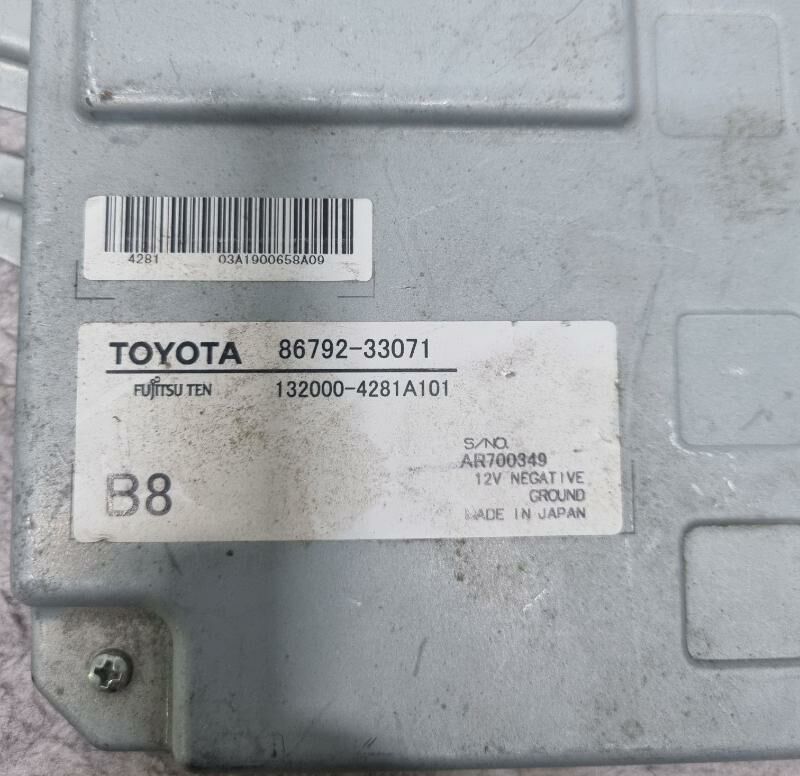 4281 03A1900658A09
TOYOTA 86792-33071
FUJITSU TEN 132000-4281A101
S/NO.
AR700349
12V NEGATIVE
GROUND
MADE IN JAPAN
B8